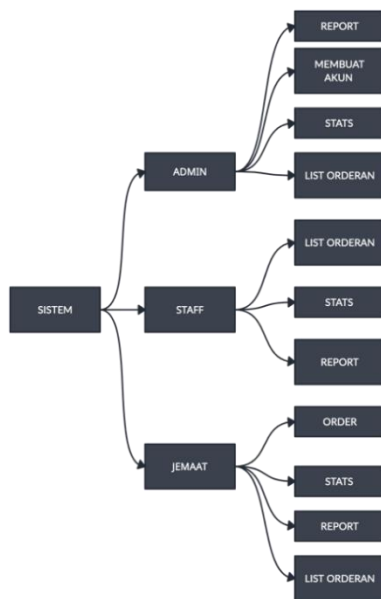 REPORT
MEMBUAT
AKUN
STATS
ADMIN
LIST ORDERAN
LIST ORDERAN
SISTEM
STAFF
STATS
REPORT
ORDER
JEMAAT
STATS
REPORT
LIST ORDERAN